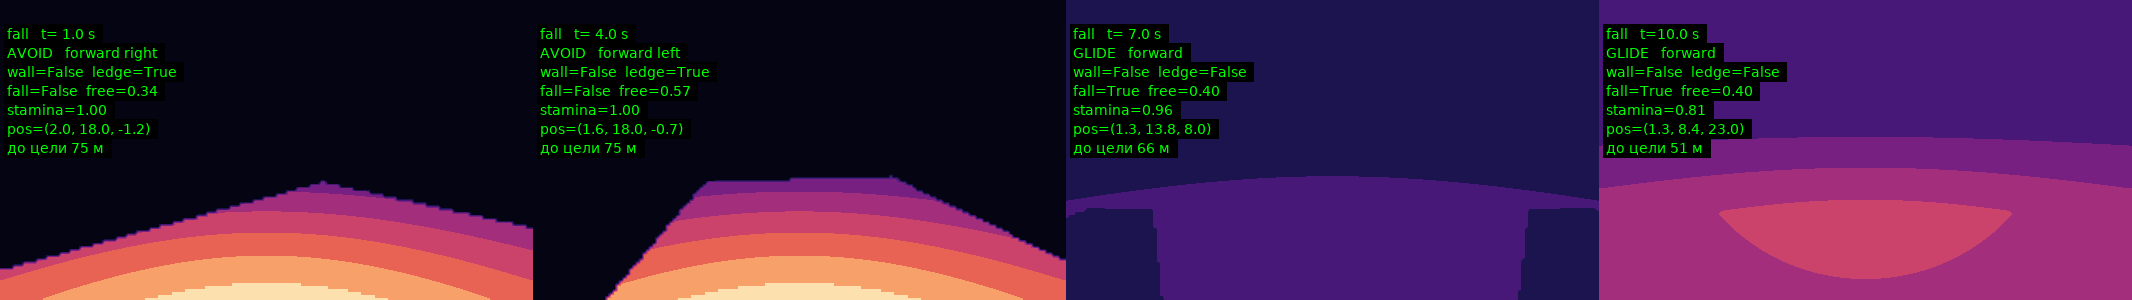 fall t= 1.0 s
AVOID forward right
wall=False ledge=True
fall=False free=0.34
stamina=1.00
pos=(2.0, 18.0, -1.2)
до цели 75 м
fall t= 4.0 s
AVOID forward left
wall=False ledge=True
fall=False free=0.57
stamina=1.00
pos=(1.6, 18.0, -0.7)
до цели 75 м
fall t= 7.0 s
GLIDE forward
wall=False ledge=False
fall=True free=0.40
stamina=0.96
pos=(1.3, 13.8, 8.0)
до цели 66 м
fall t=10.0 s
GLIDE forward
wall=False ledge=False
fall=True free=0.40
stamina=0.81
pos=(1.3, 8.4, 23.0)
до цели 51 м